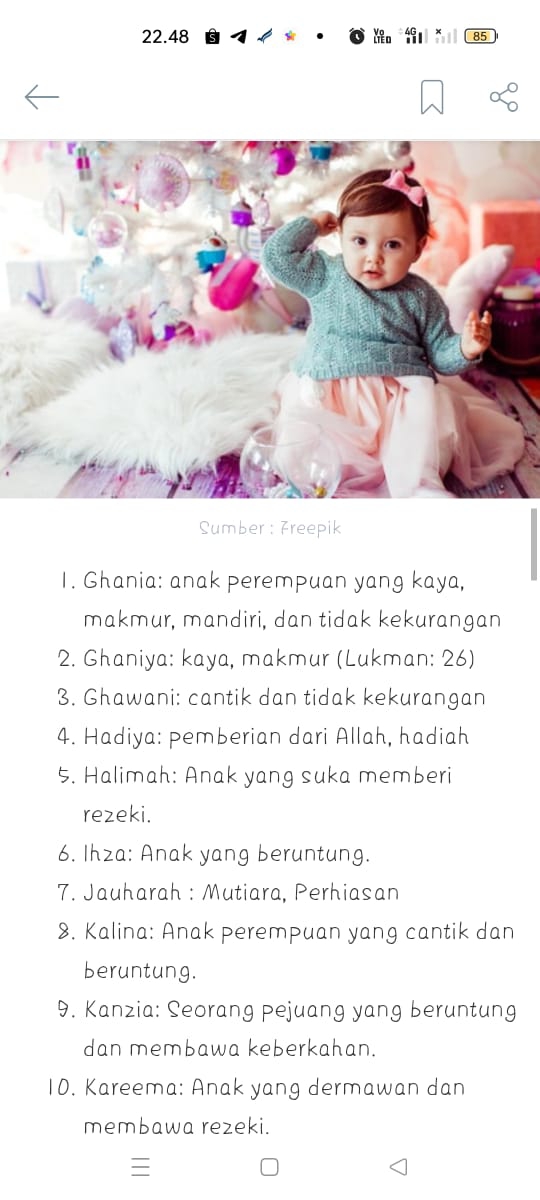 22.48
Vo
LTED
4G
85
Sumber : Freepik
1. Ghania: anak perempuan yang kaya,
makmur, mandiri, dan tidak kekurangan
2. Ghaniya: kaya, makmur (Lukman: 26)
3. Ghawani: cantik dan tidak kekurangan
4. Hadiya: pemberian dari Allah, hadiah
5. Halimah: Anak yang suka memberi
rezeki.
6. Ihza: Anak yang beruntung.
7. Jauharah : Mutiara, Perhiasan
8. Kalina: Anak perempuan yang cantik dan
beruntung.
9. Kanzia: Seorang pejuang yang beruntung
dan membawa keberkahan.
10. Kareema: Anak yang dermawan dan
membawa rezeki.